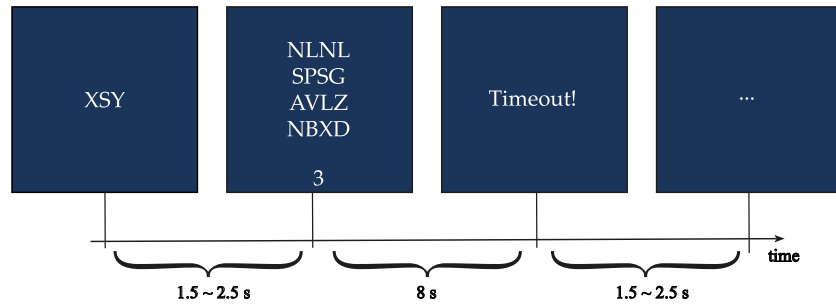 XSY
NLNL
SPSG
AVLZ
NBXD
3
Timeout!
...
time
1.5 ~ 2.5 s
8 s
1.5 ~ 2.5 s